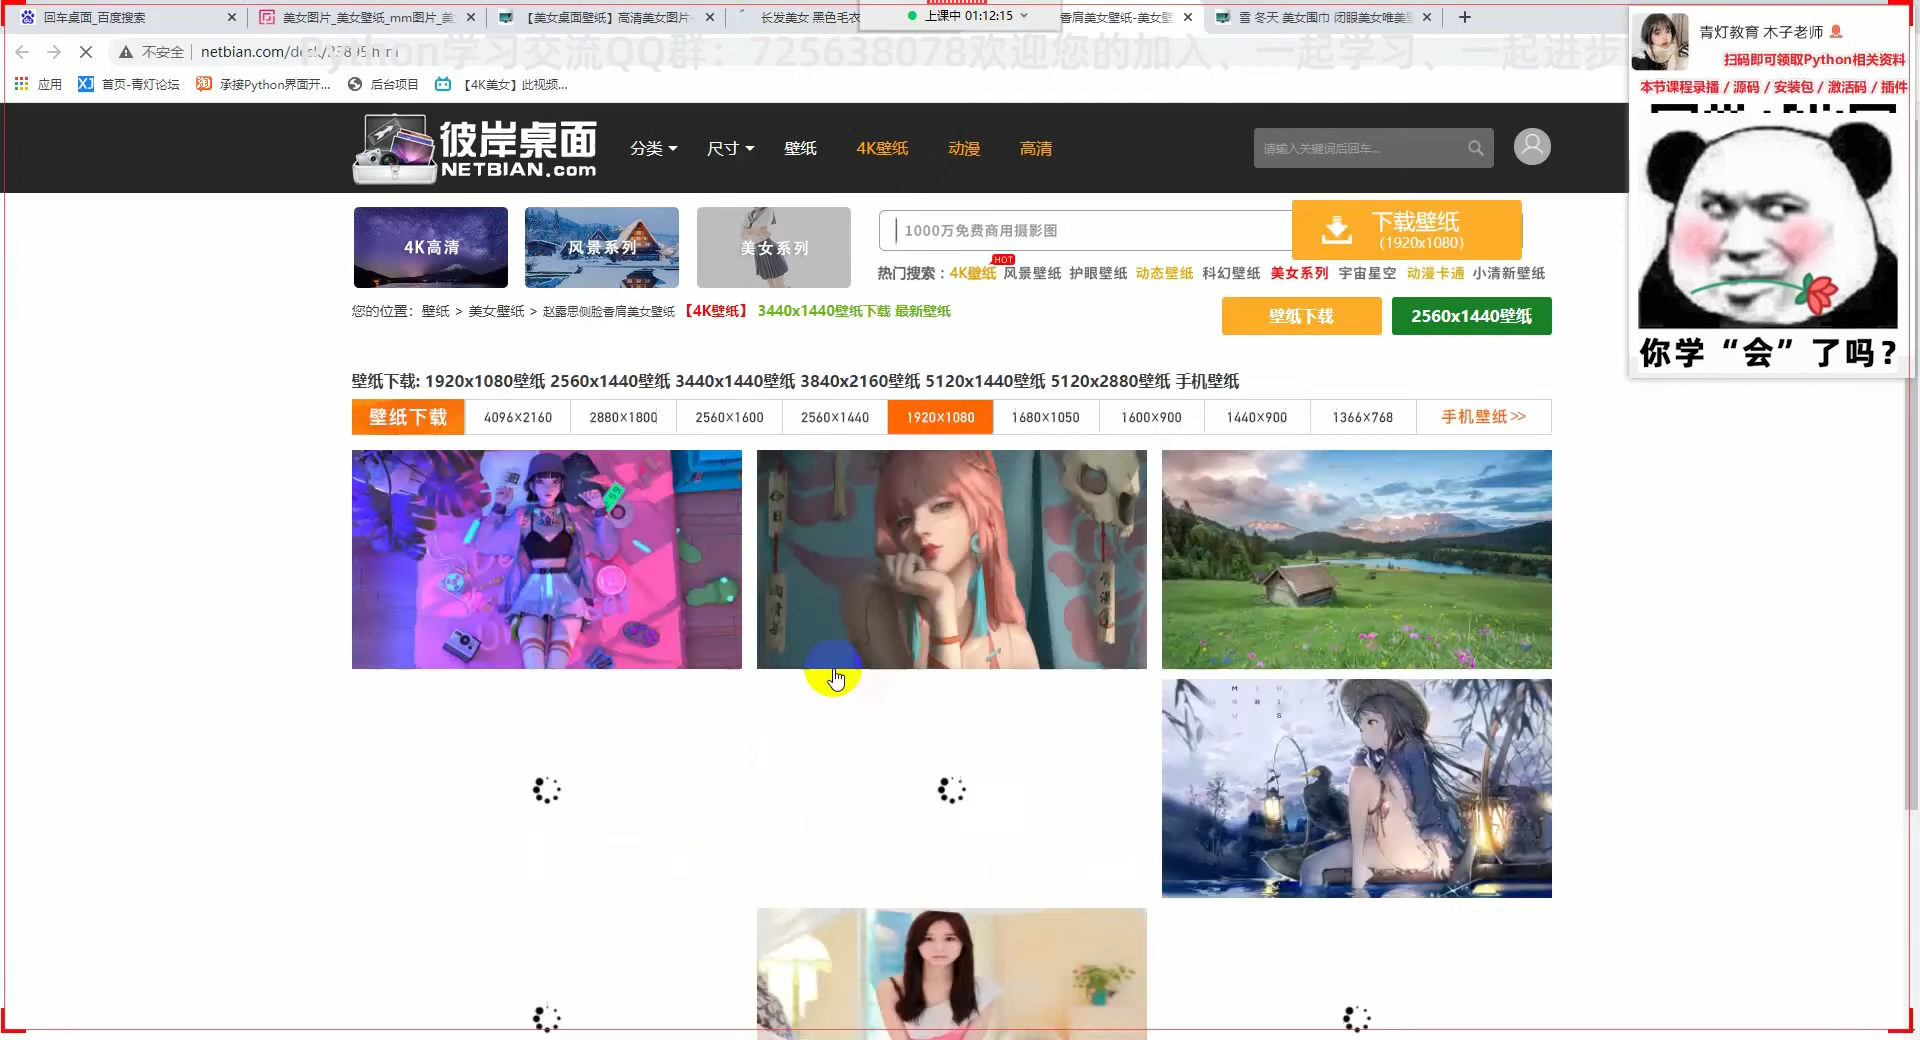 回车桌面_百度搜索
美女图片_美女壁纸_mm图片_美
【美女桌面壁纸】高清美女图片-
长发美女 黑色毛衣
上课中 01:12:15
香肩美女壁纸-美女壁
雪 冬天 美女围巾 闭眼美女唯美
不安全
Python学习交流QQ群:725638078欢迎您的加入、一起学习、一起进步
应用
首页-青灯论坛
承接Python界面开...
后台项目
【4K美女】此视频...
青灯教育 木子老师
扫码即可领取Python相关资料
本节课程录播 / 源码 / 安装包 / 激活码 / 插件
你学“会”了吗?
彼岸桌面
NETBIAN.com
分类
尺寸
壁纸
4K壁纸
动漫
高清
请输入关键词后回车...
4K高清
风景系列
美女系列
1000万免费商用摄影图
下载壁纸
(1920x1080)
HOT
热门搜索: 4K壁纸 风景壁纸 护眼壁纸 动态壁纸 科幻壁纸 美女系列 宇宙星空 动漫卡通 小清新壁纸
您的位置: 壁纸 > 美女壁纸 > 赵露思侧脸香肩美女壁纸 【4K壁纸】 3440x1440壁纸下载 最新壁纸
壁纸下载
2560x1440壁纸
壁纸下载: 1920x1080壁纸 2560x1440壁纸 3440x1440壁纸 3840x2160壁纸 5120x1440壁纸 5120x2880壁纸 手机壁纸
壁纸下载
4096×2160
2880×1800
2560×1600
2560×1440
1920×1080
1680×1050
1600×900
1440×900
1366×768
手机壁纸>>